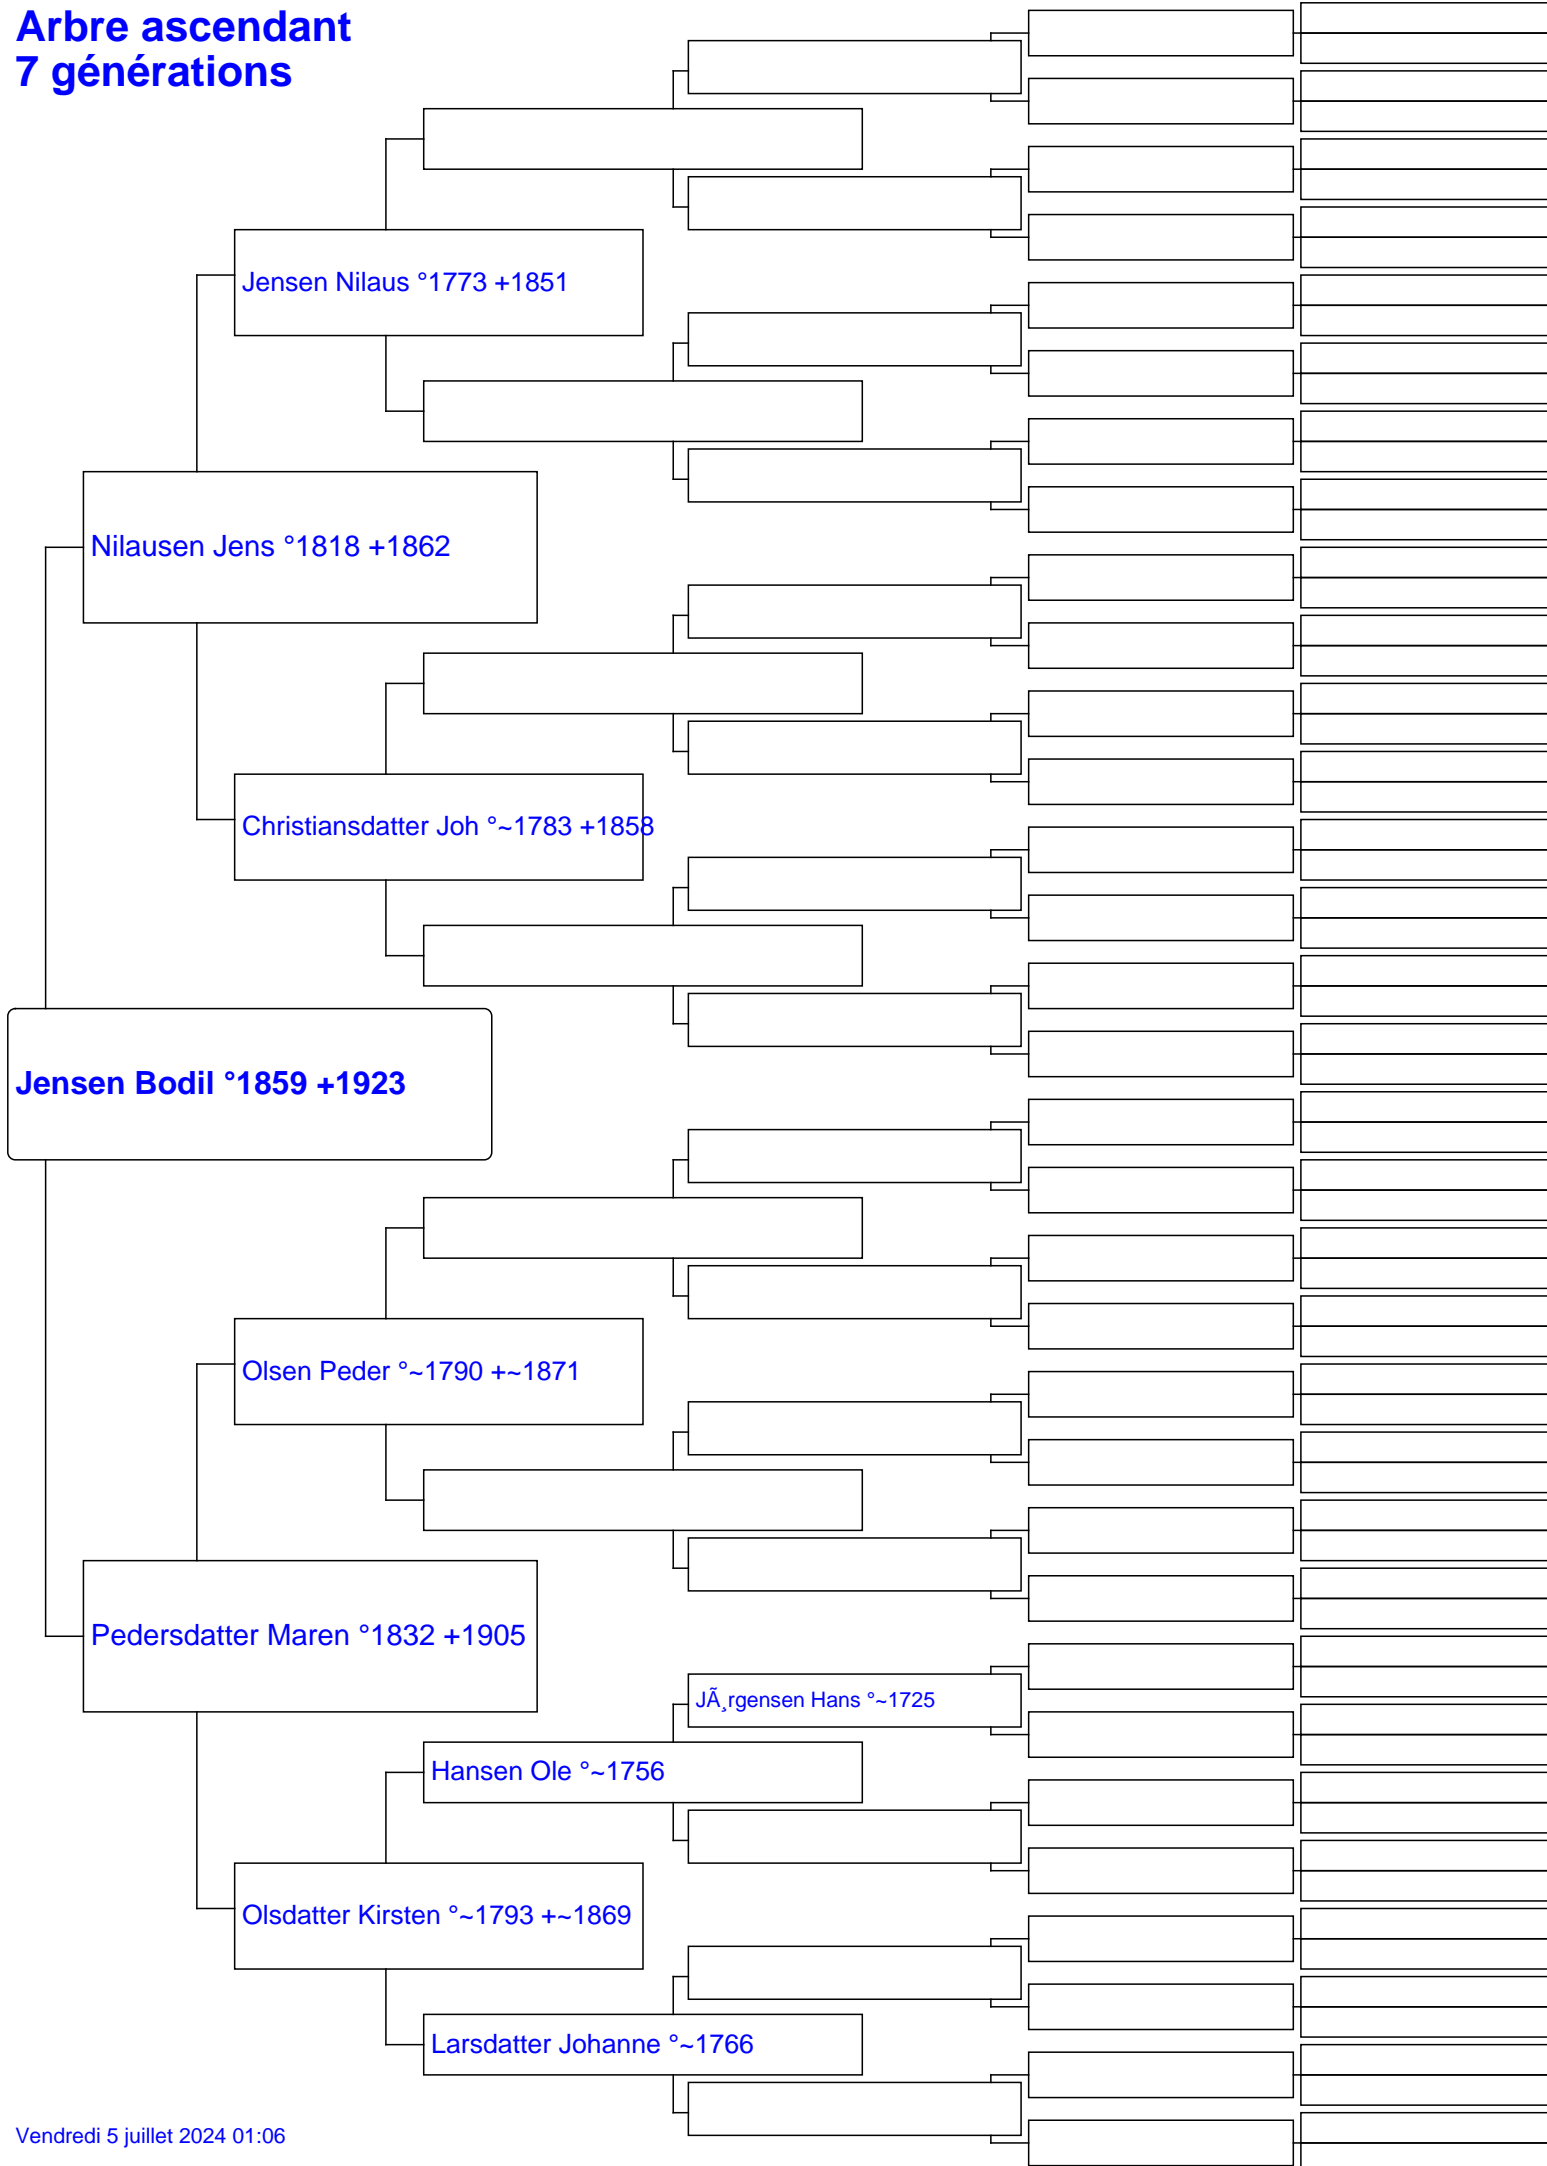 Arbre ascendant
7 générations
Jensen Nilaus °1773 +1851
Nilausen Jens °1818 +1862
Christiansdatter Joh °~1783 +1858
Jensen Bodil °1859 +1923
Olsen Peder °~1790 +~1871
Pedersdatter Maren °1832 +1905
JÃ¸rgensen Hans °~1725
Hansen Ole °~1756
Olsdatter Kirsten °~1793 +~1869
Larsdatter Johanne °~1766
Vendredi 5 juillet 2024 01:06